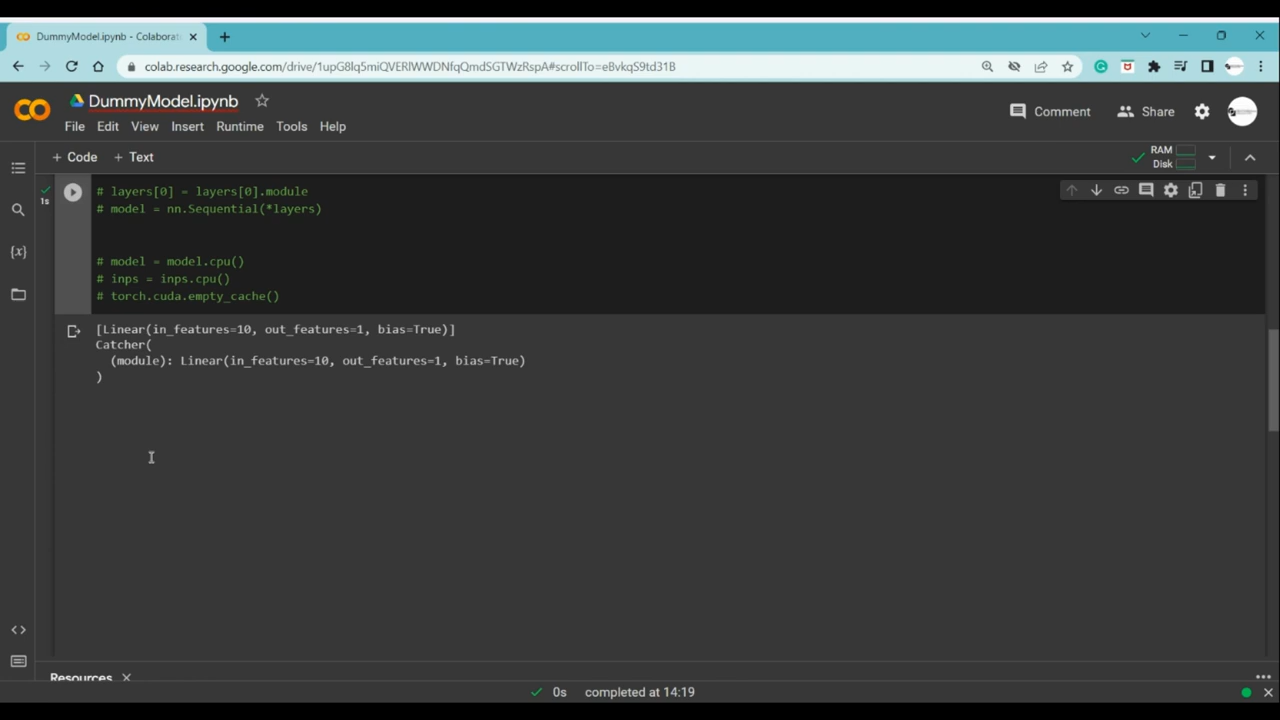 DummyModel.ipynb - Colaborat
colab.research.google.com/drive/1upG8lq5miQVERlWWDNfqQmdSGTWzRspA#scrollTo=eBvkqS9td31B
DummyModel.ipynb
File Edit View Insert Runtime Tools Help
Comment
Share
+ Code + Text
RAM
Disk
1s
# layers[0] = layers[0].module
# model = nn.Sequential(*layers)
# model = model.cpu()
# inps = inps.cpu()
# torch.cuda.empty_cache()
[Linear(in_features=10, out_features=1, bias=True)]
Catcher(
(module): Linear(in_features=10, out_features=1, bias=True)
)
{x}
Resources
0s completed at 14:19